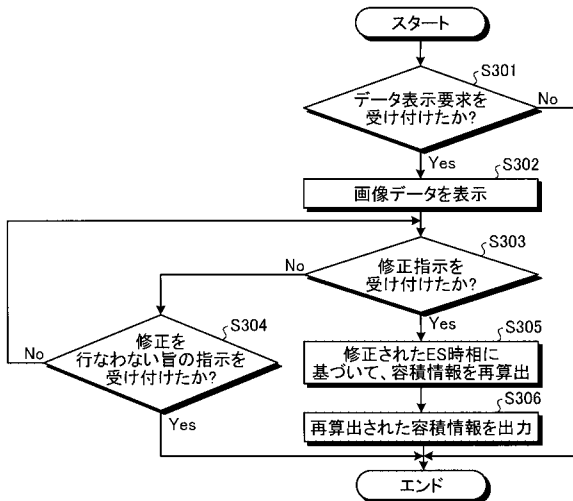 スタート
S301
データ表示要求を
受け付けたか?
No
Yes
S302
画像データを表示
S303
修正指示を
受け付けたか?
No
Yes
S304
修正を
行なわない旨の指示を
受け付けたか?
No
Yes
S305
修正されたES時相に
基づいて、容積情報を再算出
S306
再算出された容積情報を出力
エンド